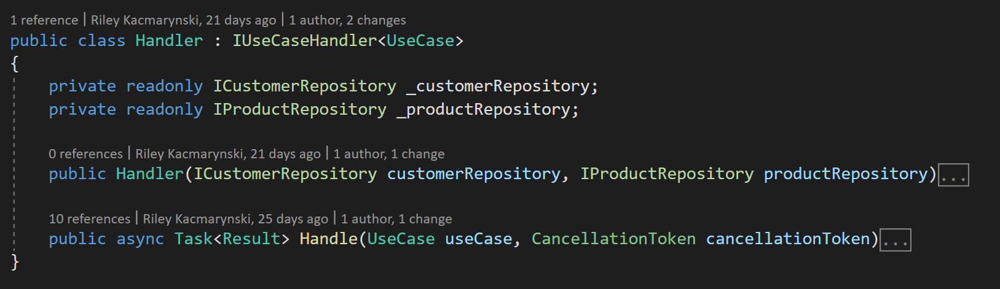 1 reference | Riley Kacmarynski, 21 days ago | 1 author, 2 changes
public class Handler : IUseCaseHandler<UseCase>
{
private readonly ICustomerRepository _customerRepository;
private readonly IProductRepository _productRepository;
0 references | Riley Kacmarynski, 21 days ago | 1 author, 1 change
public Handler(ICustomerRepository customerRepository, IProductRepository productRepository)...
10 references | Riley Kacmarynski, 25 days ago | 1 author, 1 change
public async Task<Result> Handle(UseCase useCase, CancellationToken cancellationToken)...
}